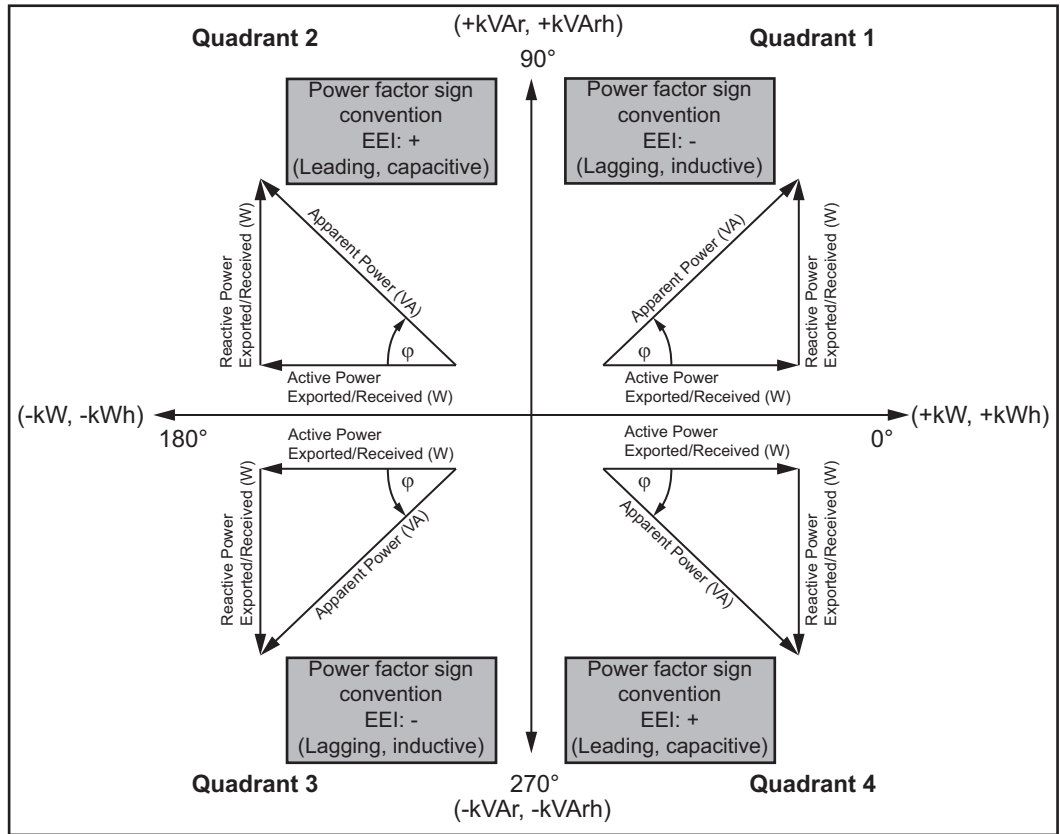 (+kVAr, +kVArh)
Quadrant 2
Quadrant 1
90°
Power factor sign
convention
EEI: +
(Leading, capacitive)
Power factor sign
convention
EEI: -
(Lagging, inductive)
Reactive Power
Exported/Received (W)
Apparent Power (VA)
φ
Active Power
Exported/Received (W)
Apparent Power (VA)
φ
Active Power
Exported/Received (W)
Reactive Power
Exported/Received (W)
(-kW, -kWh)
180°
(+kW, +kWh)
0°
Active Power
Exported/Received (W)
φ
Apparent Power (VA)
Reactive Power
Exported/Received (W)
Active Power
Exported/Received (W)
φ
Apparent Power (VA)
Reactive Power
Exported/Received (W)
Power factor sign
convention
EEI: -
(Lagging, inductive)
Power factor sign
convention
EEI: +
(Leading, capacitive)
Quadrant 3
270°
Quadrant 4
(-kVAr, -kVArh)